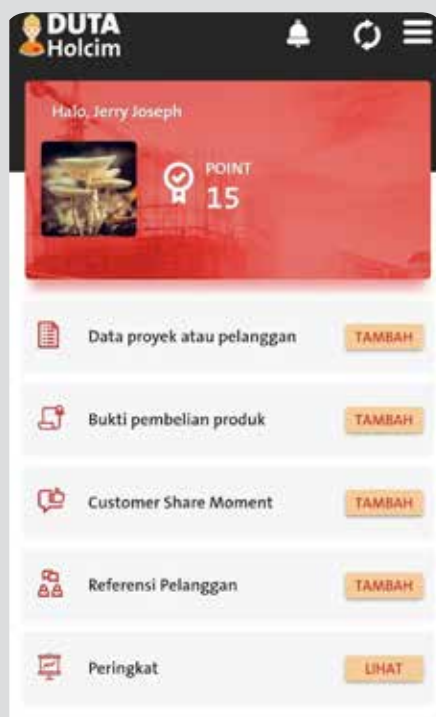 DUTA
Holcim
Halo, Jerry Joseph
POINT
15
Data proyek atau pelanggan
TAMBAH
Bukti pembelian produk
TAMBAH
Customer Share Moment
TAMBAH
Referensi Pelanggan
TAMBAH
Peringkat
LIHAT